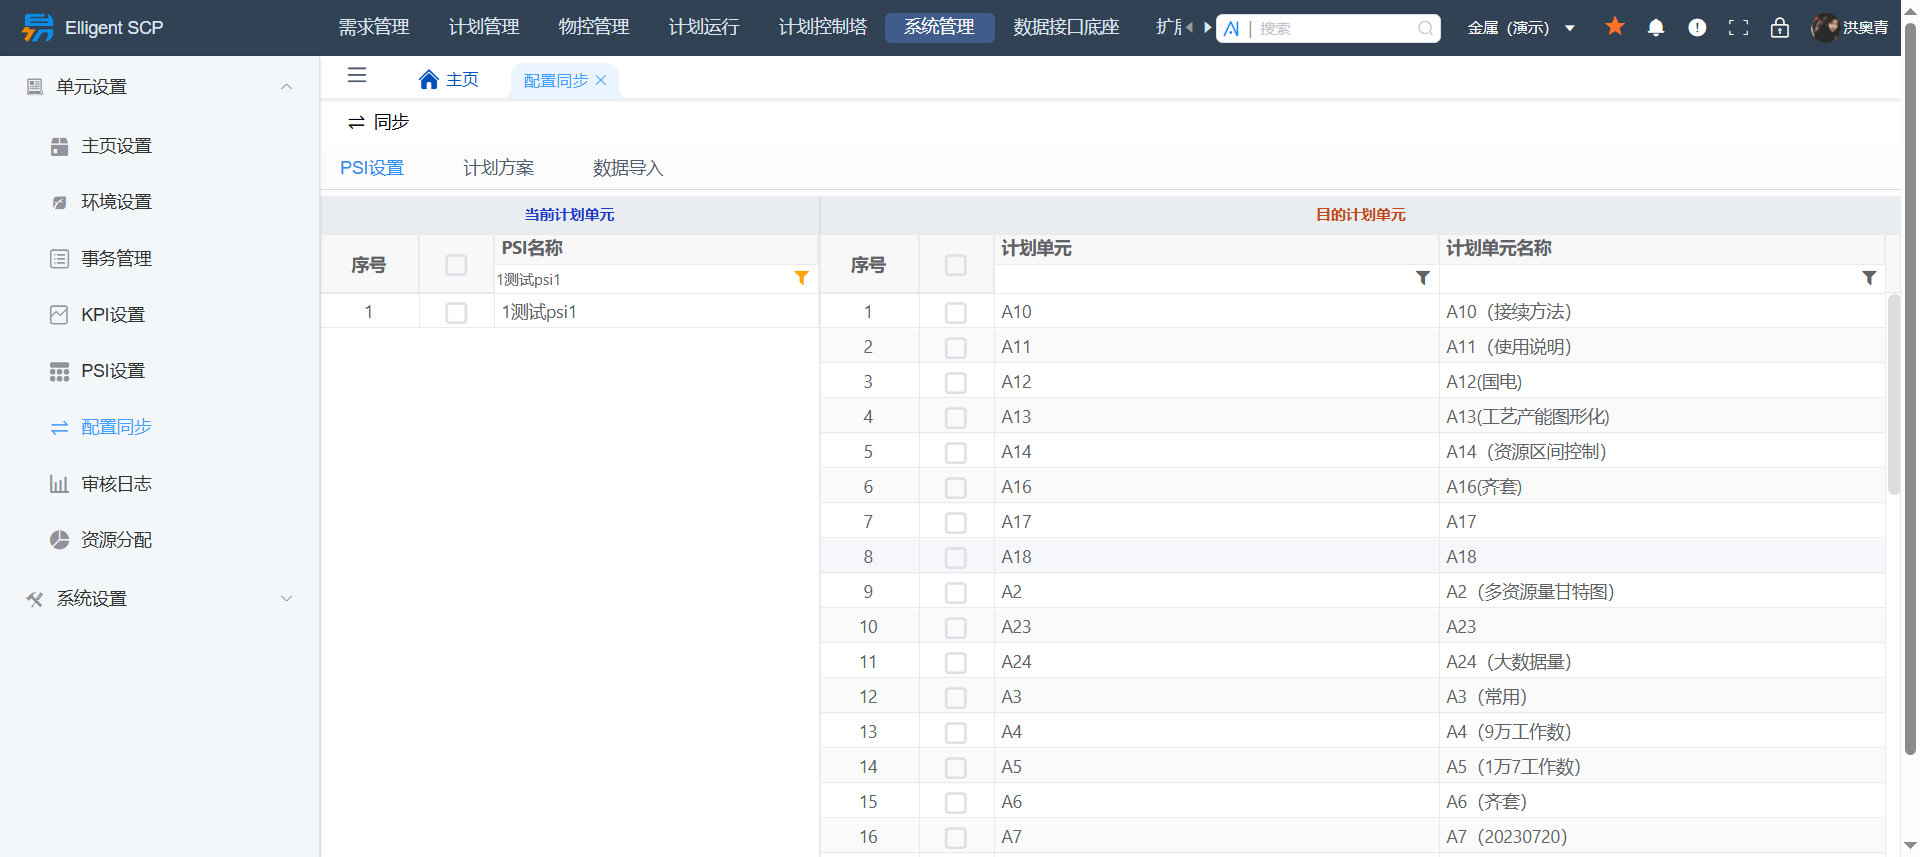 Elligent SCP
需求管理 计划管理 物控管理 计划运行 计划控制塔 系统管理 数据接口底座
AI | 搜索
金属（演示）
洪奥青
单元设置
主页设置
环境设置
事务管理
KPI设置
PSI设置
配置同步
审核日志
资源分配
系统设置
主页 配置同步
同步
PSI设置 计划方案 数据导入
当前计划单元 目的计划单元
序号 PSI名称 序号 计划单元 计划单元名称
1测试psi1
1 1测试psi1
1 A10 A10（接续方法）
2 A11 A11（使用说明）
3 A12 A12(国电)
4 A13 A13(工艺产能图形化)
5 A14 A14（资源区间控制）
6 A16 A16(齐套)
7 A17 A17
8 A18 A18
9 A2 A2（多资源量甘特图）
10 A23 A23
11 A24 A24（大数据量）
12 A3 A3（常用）
13 A4 A4（9万工作数）
14 A5 A5（1万7工作数）
15 A6 A6（齐套）
16 A7 A7（20230720）